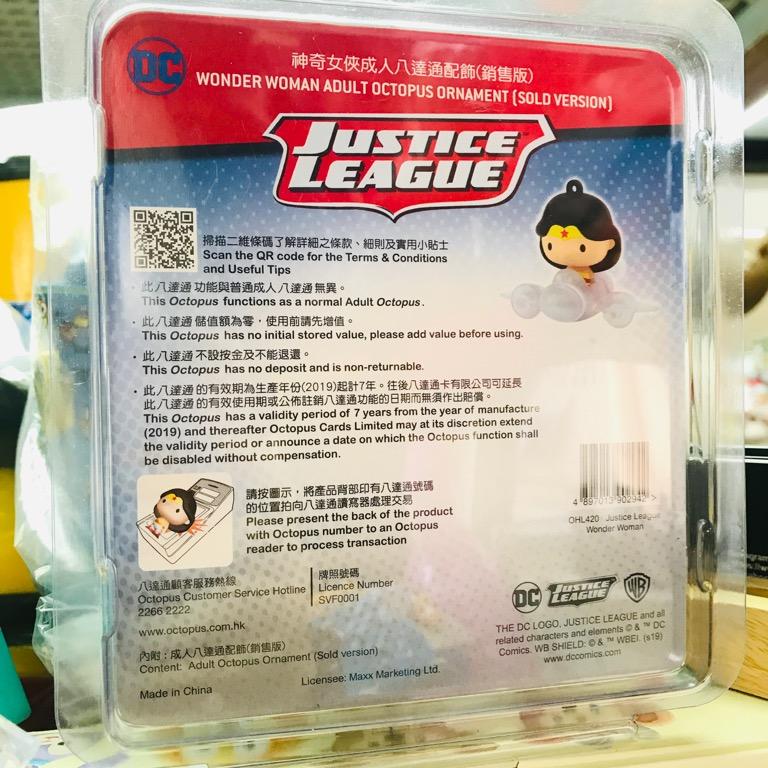 DC
神奇女俠成人八達通配飾(銷售版)
WONDER WOMAN ADULT OCTOPUS ORNAMENT (SOLD VERSION)
JUSTICE
LEAGUE™
掃描二維條碼了解詳細之條款、細則及實用小貼士
Scan the QR code for the Terms & Conditions
and Useful Tips
· 此八達通功能與普通成人八達通無異。
This Octopus functions as a normal Adult Octopus.
· 此八達通儲值額為零，使用前請先增值。
This Octopus has no initial stored value, please add value before using.
· 此八達通不設按金及不能退還。
This Octopus has no deposit and is non-returnable.
· 此八達通的有效期為生產年份(2019)起計7年。往後八達通卡有限公司可延長
此八達通的有效使用期或公佈註銷八達通功能的日期而無須作出賠償。
This Octopus has a validity period of 7 years from the year of manufacture
(2019) and thereafter Octopus Cards Limited may at its discretion extend
the validity period or announce a date on which the Octopus function shall
be disabled without compensation.
請按圖示，將產品背部印有八達通號碼
的位置拍向八達通讀寫器處理交易
Please present the back of the product
with Octopus number to an Octopus
reader to process transaction
4 897013 902942 >
OHL420 Justice League
Wonder Woman
八達通顧客服務熱線
Octopus Customer Service Hotline
2266 2222
牌照號碼
Licence Number
SVF0001
www.octopus.com.hk
內附：成人八達通配飾(銷售版)
Content: Adult Octopus Ornament (Sold version)
Made in China
Licensee: Maxx Marketing Ltd.
DC JUSTICE LEAGUE WB
THE DC LOGO, JUSTICE LEAGUE and all
related characters and elements © & ™ DC
Comics. WB SHIELD: © & ™ WBEI. (s19)
www.dccomics.com